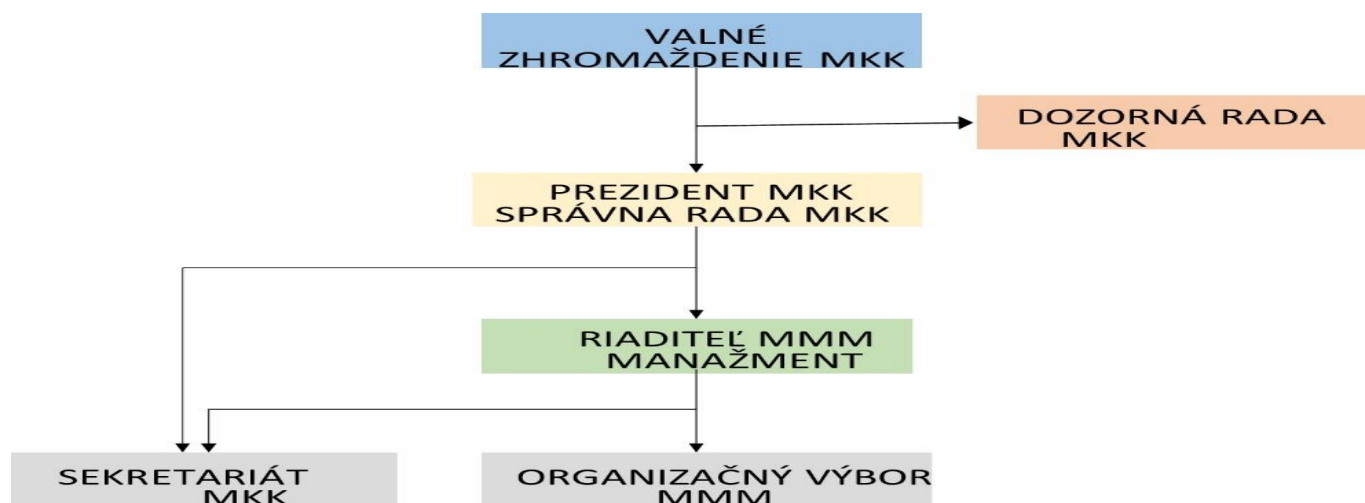 VALNÉ
ZHROMAŽDENIE MKK
DOZORNÁ RADA
MKK
PREZIDENT MKK
SPRÁVNA RADA MKK
RIADITEĽ MMM
MANAŽMENT
SEKRETARIÁT
MKK
ORGANIZAČNÝ VÝBOR
MMM